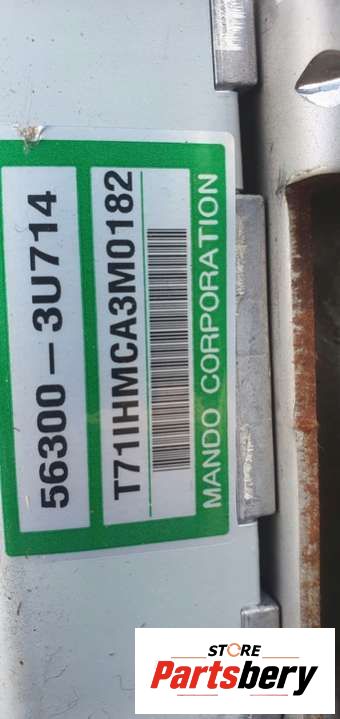 56300-3U714
T71IHMCA3M0182
MANDO CORPORATION
STORE
Partsbery